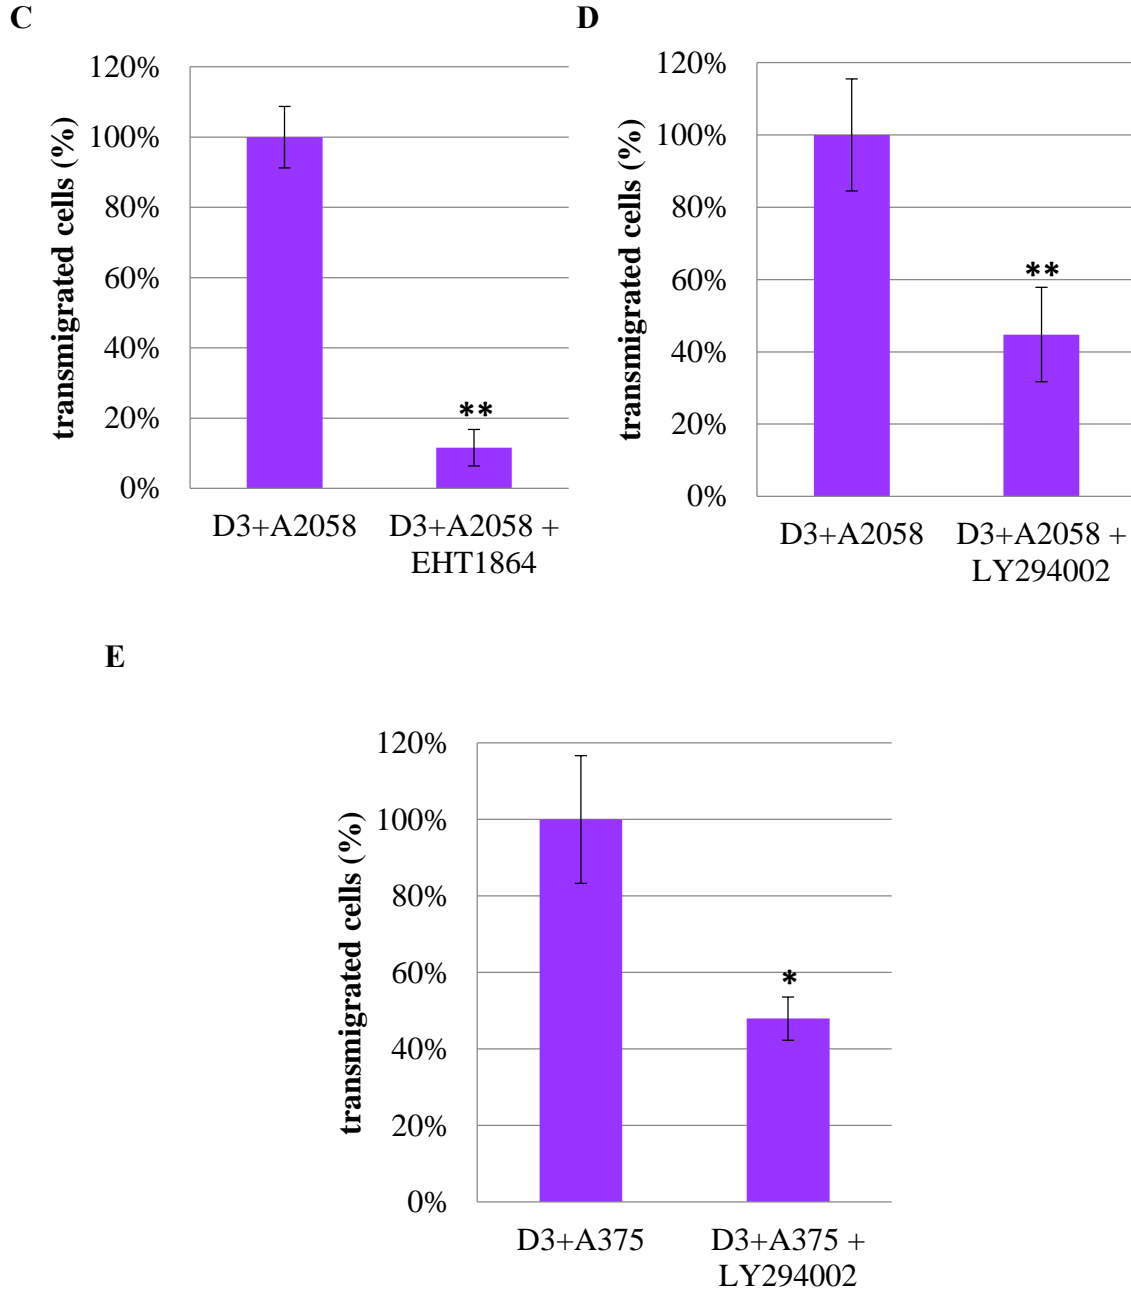 C
120%
100%
80%
60%
40%
20%
0%
transmigrated cells (%)
**
D3+A2058
D3+A2058 +
EHT1864
D
120%
100%
80%
60%
40%
20%
0%
transmigrated cells (%)
**
D3+A2058
D3+A2058 +
LY294002
E
120%
100%
80%
60%
40%
20%
0%
transmigrated cells (%)
*
D3+A375
D3+A375 +
LY294002